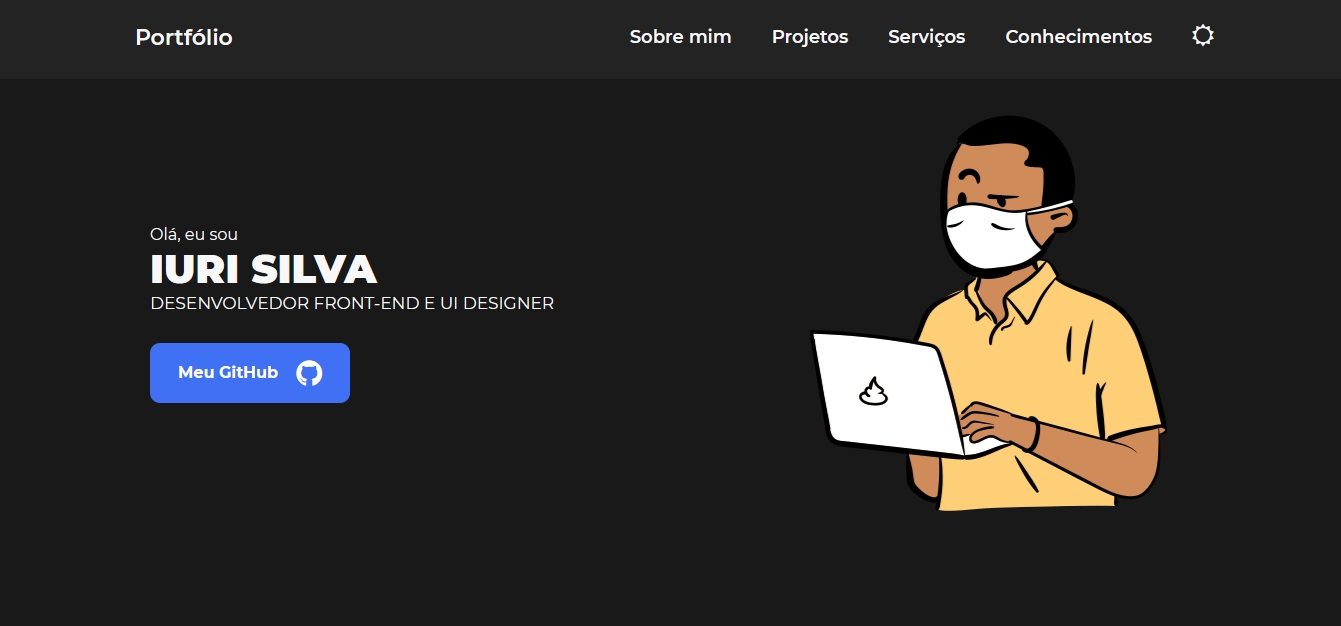 Portfólio
Sobre mim Projetos Serviços Conhecimentos
Olá, eu sou
IURI SILVA
DESENVOLVEDOR FRONT-END E UI DESIGNER
Meu GitHub